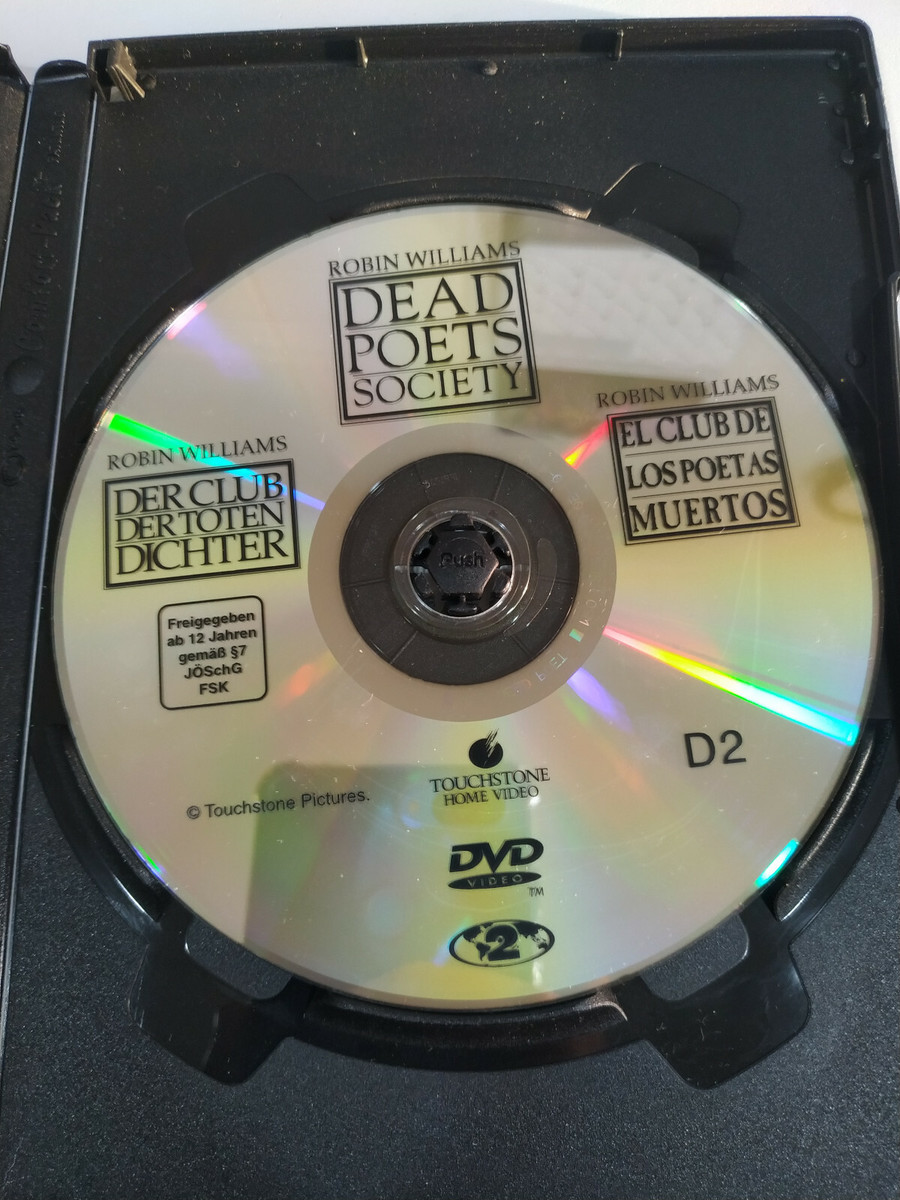 ROBIN WILLIAMS
DEAD
POETS
SOCIETY
ROBIN WILLIAMS
DER CLUB
DER TOTEN
DICHTER
ROBIN WILLIAMS
EL CLUB DE
LOS POETAS
MUERTOS
Push
Freigegeben
ab 12 Jahren
gemäß §7
JÖSchG
FSK
© Touchstone Pictures.
TOUCHSTONE
HOME VIDEO
D2
DVD
VIDEO
TM
2